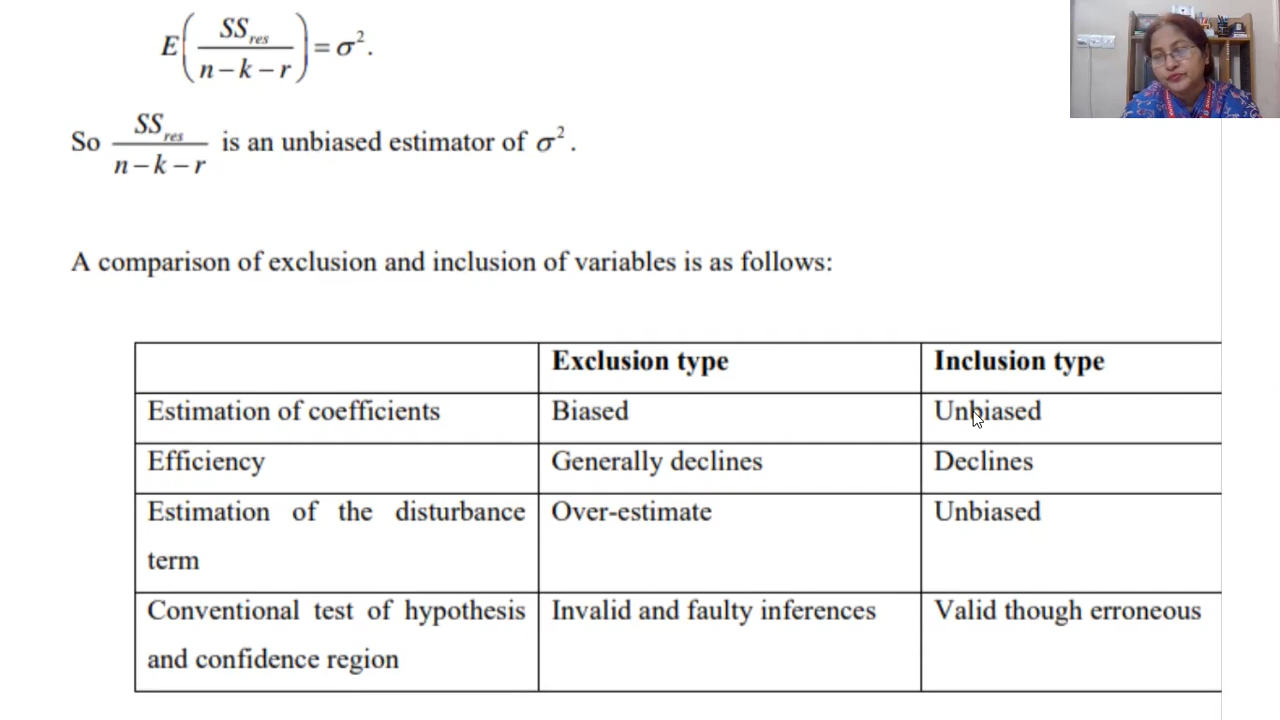 E(SS_res / (n – k – r)) = σ².
So SS_res / (n – k – r) is an unbiased estimator of σ².
A comparison of exclusion and inclusion of variables is as follows:
Exclusion type Inclusion type
Estimation of coefficients Biased Unbiased
Efficiency Generally declines Declines
Estimation of the disturbance Over-estimate Unbiased
term
Conventional test of hypothesis Invalid and faulty inferences Valid though erroneous
and confidence region